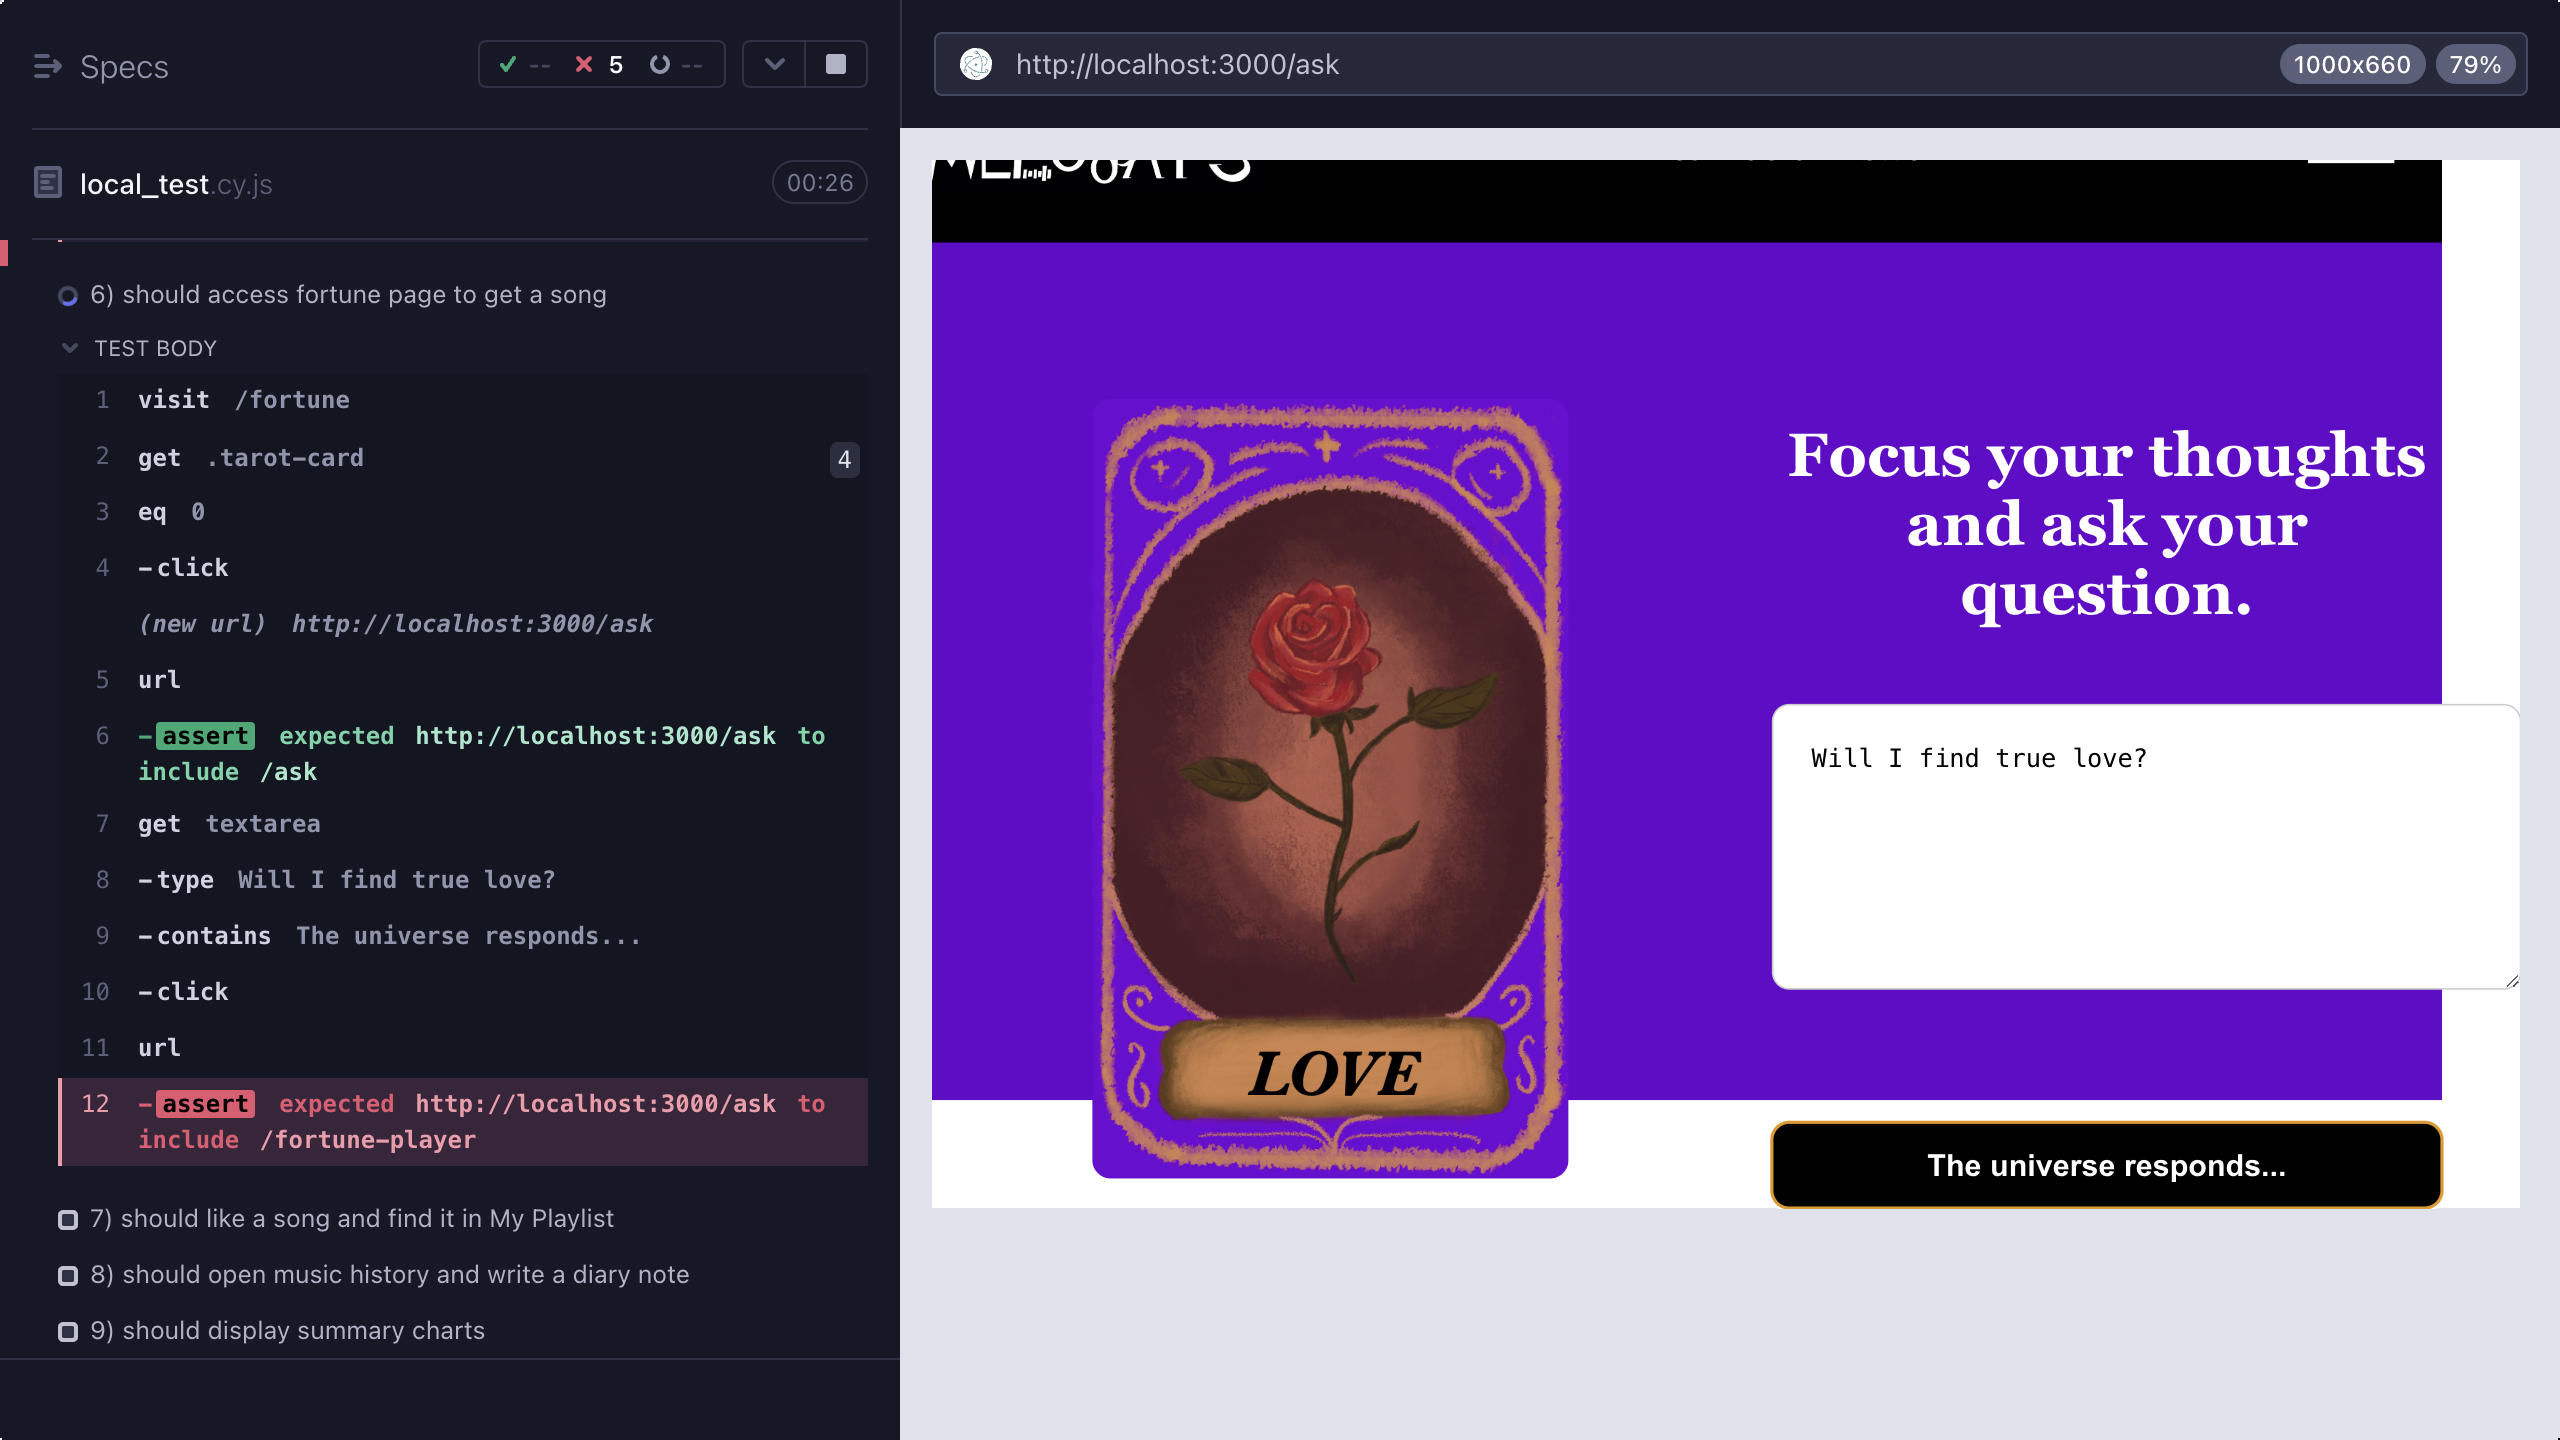 Specs
-- 5 --
local_test.cy.js 00:26
6) should access fortune page to get a song
TEST BODY
1 visit /fortune
2 get .tarot-card 4
3 eq 0
4 -click
(new url) http://localhost:3000/ask
5 url
6 -assert expected http://localhost:3000/ask to
include /ask
7 get textarea
8 -type Will I find true love?
9 -contains The universe responds...
10 -click
11 url
12 -assert expected http://localhost:3000/ask to
include /fortune-player
7) should like a song and find it in My Playlist
8) should open music history and write a diary note
9) should display summary charts
http://localhost:3000/ask 1000x660 79%
Focus your thoughts
and ask your
question.
Will I find true love?
LOVE
The universe responds...